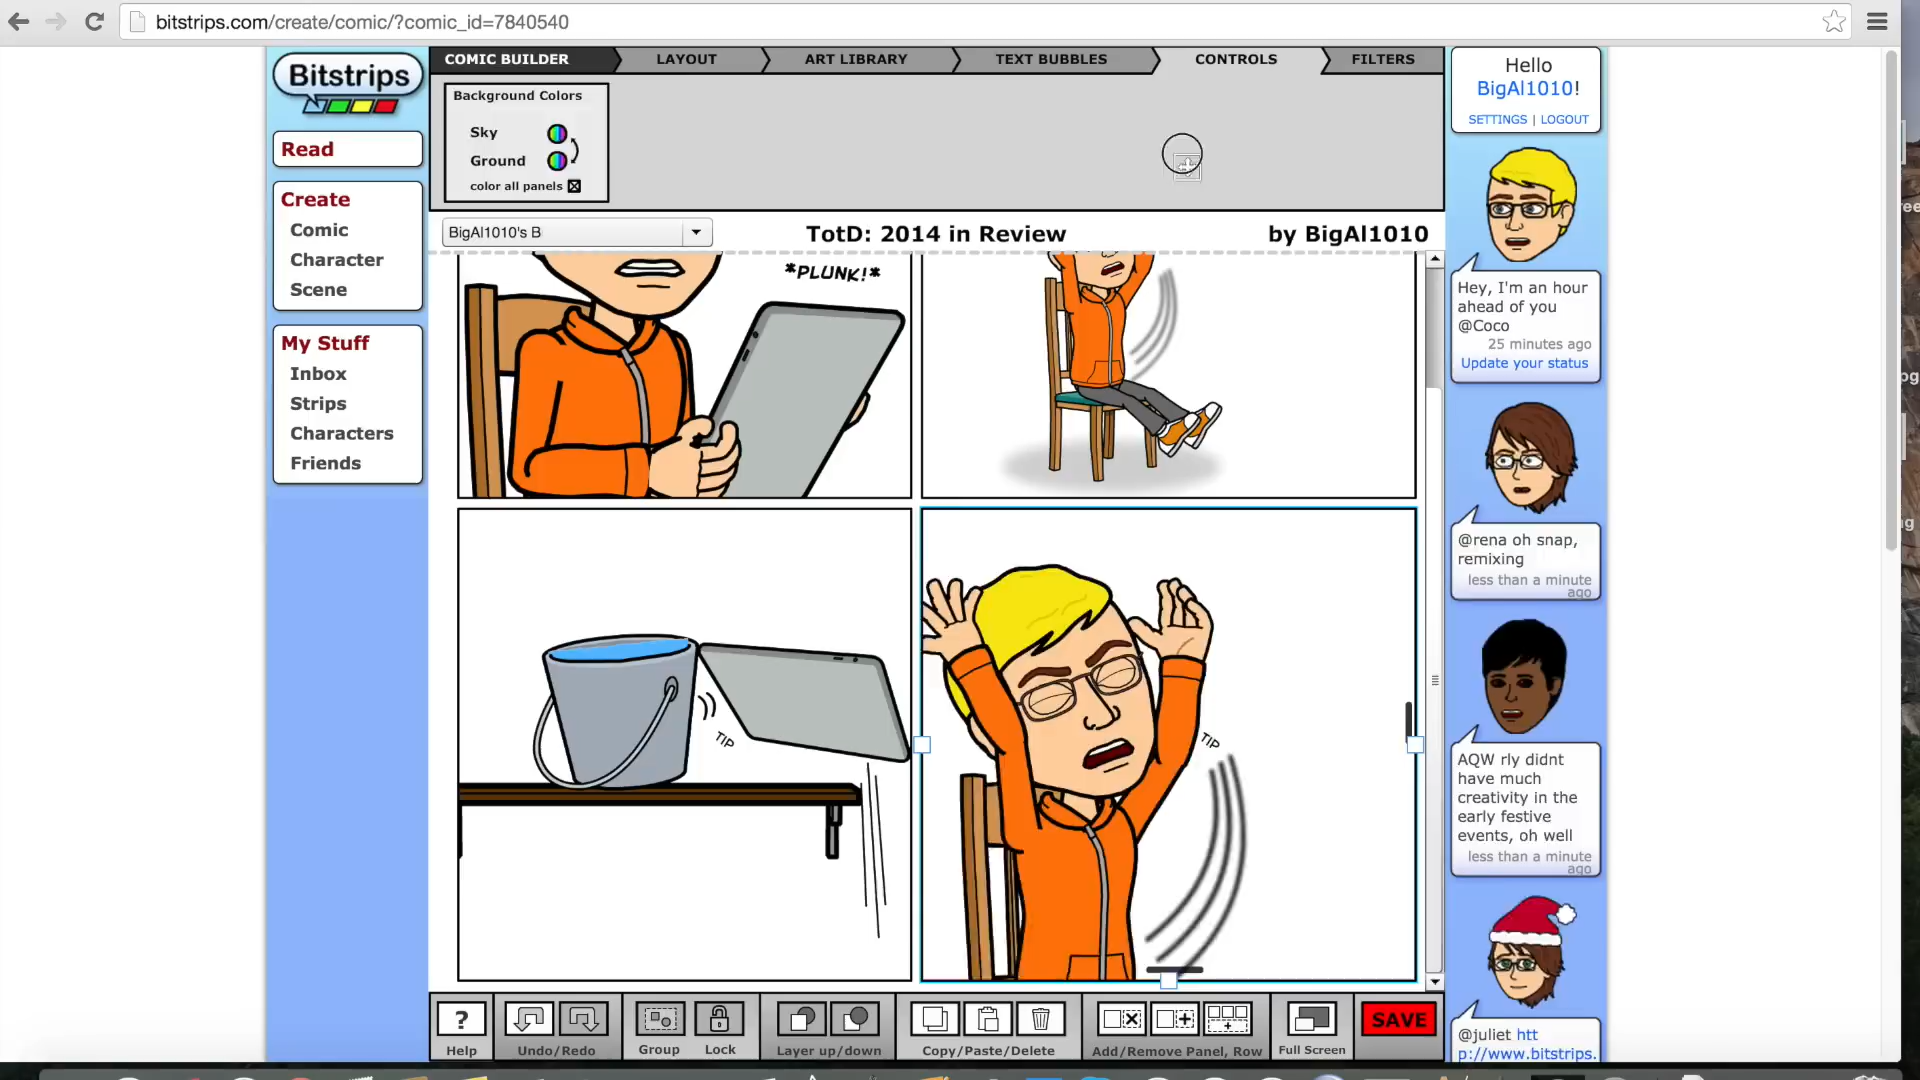 bitstrips.com/create/comic/?comic_id=7840540
Bitstrips
Read
Create
Comic
Character
Scene
My Stuff
Inbox
Strips
Characters
Friends
COMIC BUILDER
LAYOUT
ART LIBRARY
TEXT BUBBLES
CONTROLS
FILTERS
Background Colors
Sky
Ground
color all panels
BigAl1010's B
TotD: 2014 in Review
by BigAl1010
*PLUNK!*
TIP
TIP
Hello
BigAl1010!
SETTINGS | LOGOUT
Hey, I'm an hour
ahead of you
@Coco
25 minutes ago
Update your status
@rena oh snap,
remixing
less than a minute
ago
AQW rly didnt
have much
creativity in the
early festive
events, oh well
less than a minute
ago
@juliet htt
p://www.bitstrips.
?
Help
Undo/Redo
Group
Lock
Layer up/down
Copy/Paste/Delete
Add/Remove Panel, Row
Full Screen
SAVE